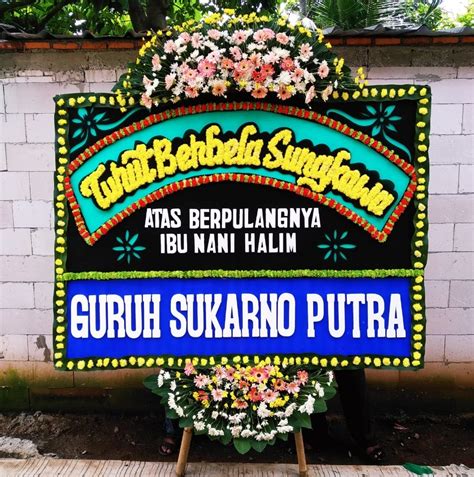 Turut Berbela Sungkawa
ATAS BERPULANGNYA
IBU NANI HALIM
GURUH SUKARNO PUTRA